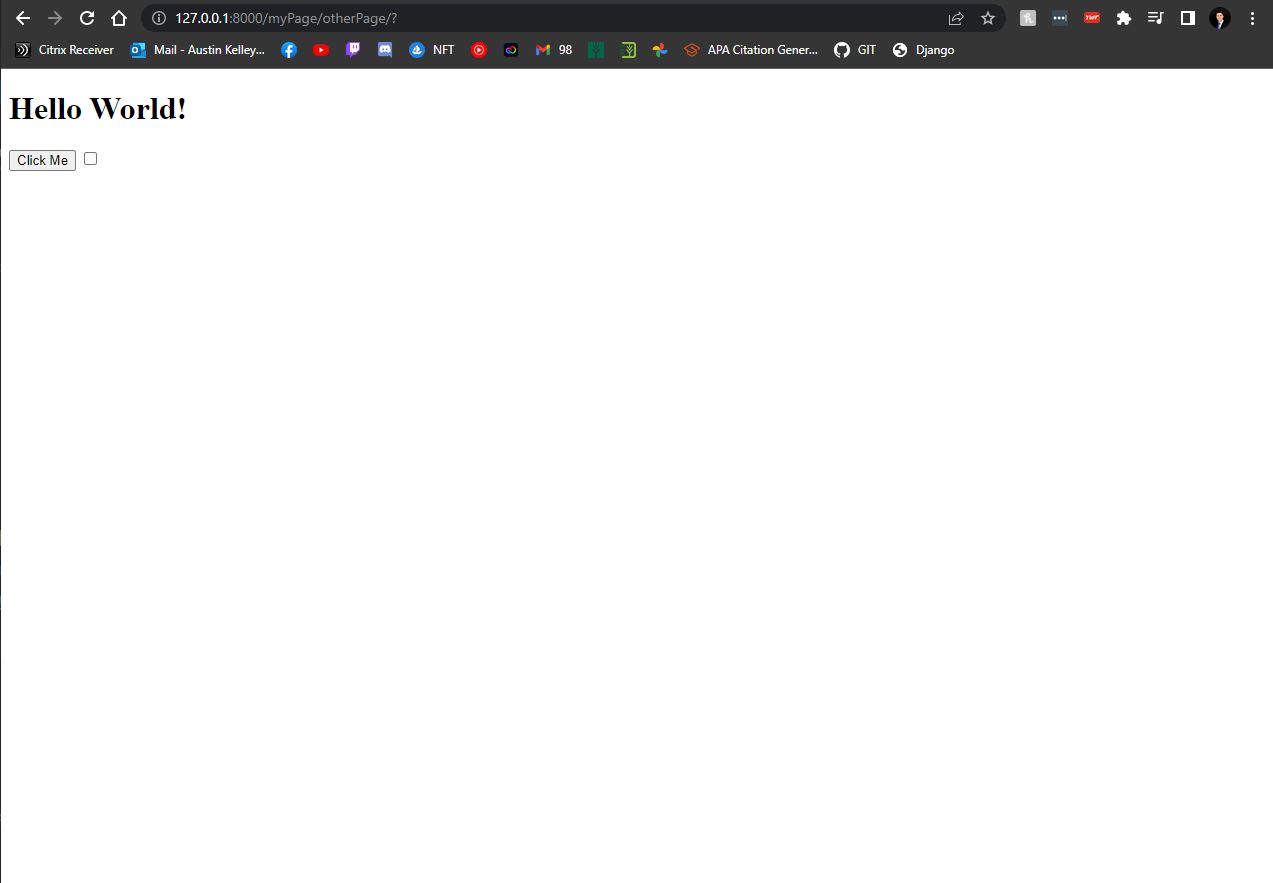 127.0.0.1:8000/myPage/otherPage/?
Citrix Receiver Mail - Austin Kelley... NFT 98 APA Citation Gener... GIT Django
Hello World!
Click Me